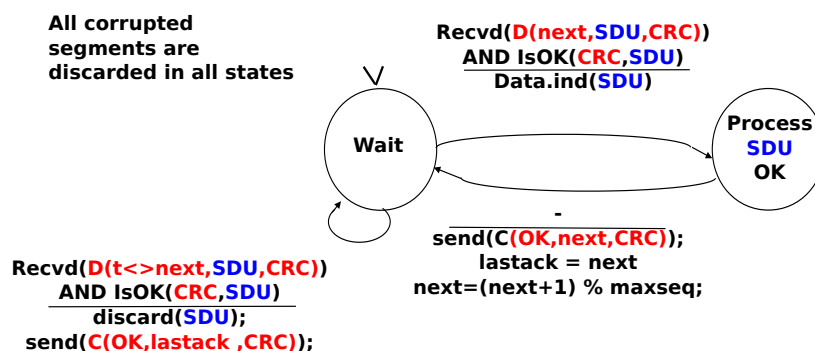 All corrupted
segments are
discarded in all states
Recvd(D(next,SDU,CRC))
AND IsOK(CRC,SDU)
Data.ind(SDU)
Wait
Process
SDU
OK
-
send(C(OK,next,CRC));
lastack = next
next=(next+1) % maxseq;
Recvd(D(t<>next,SDU,CRC))
AND IsOK(CRC,SDU)
discard(SDU);
send(C(OK,lastack ,CRC));